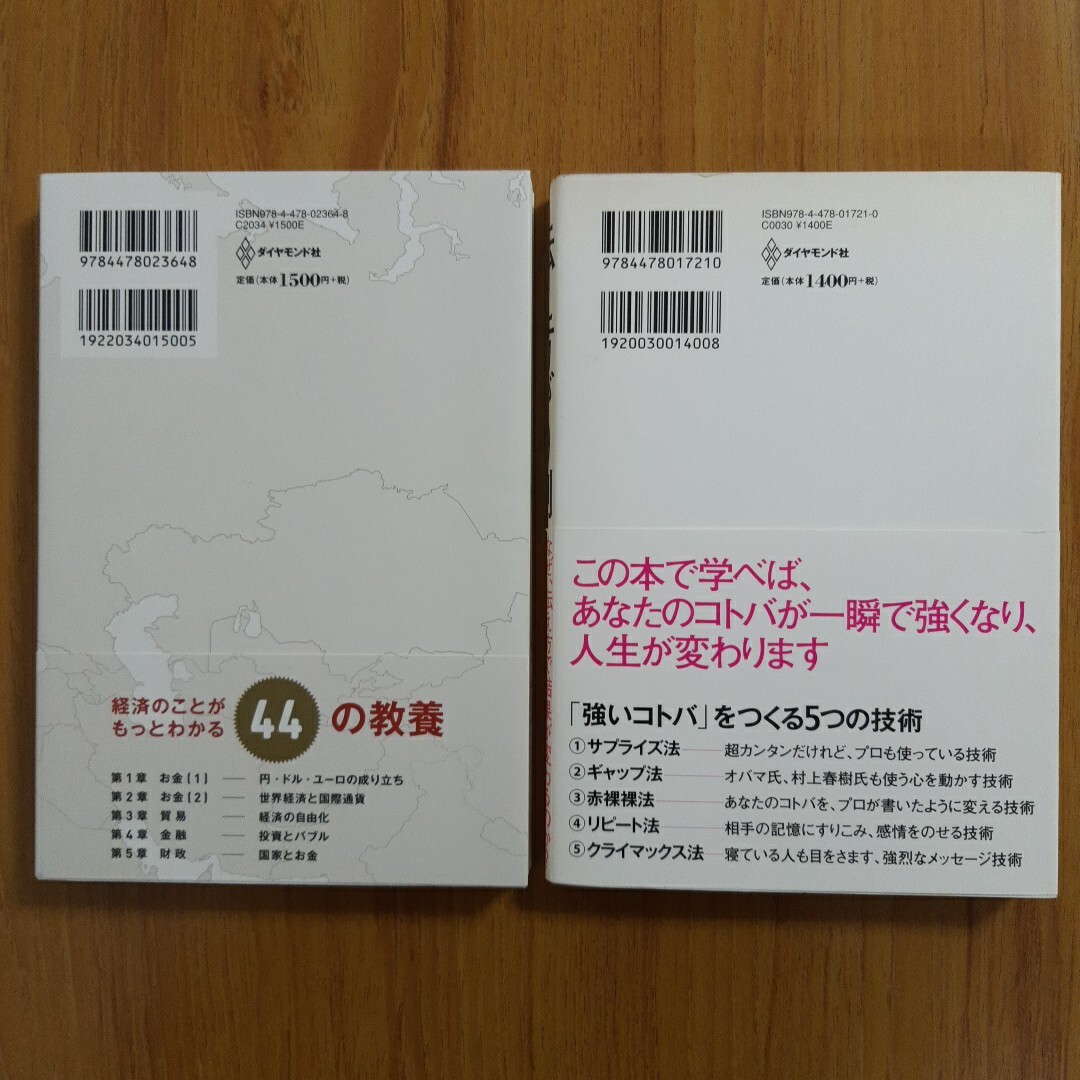 ISBN978-4-478-02364-8
C2034 ¥1500E
9784478023648
ダイヤモンド社
定価(本体1500円+税)
1922034015005
経済のことが
もっとわかる
44の教養
第1章 お金〔1〕 ── 円・ドル・ユーロの成り立ち
第2章 お金〔2〕 ── 世界経済と国際通貨
第3章 貿易 ── 経済の自由化
第4章 金融 ── 投資とバブル
第5章 財政 ── 国家とお金
ISBN978-4-478-01721-0
C0030 ¥1400E
9784478017210
ダイヤモンド社
定価(本体1400円+税)
1920030014008
この本で学べば、
あなたのコトバが一瞬で強くなり、
人生が変わります
「強いコトバ」をつくる5つの技術
①サプライズ法──超カンタンだけれど、プロも使っている技術
②ギャップ法──オバマ氏、村上春樹氏も使う心を動かす技術
③赤裸裸法──あなたのコトバを、プロが書いたように変える技術
④リピート法──相手の記憶にすりこみ、感情をのせる技術
⑤クライマックス法──寝ている人も目をさます、強烈なメッセージ技術